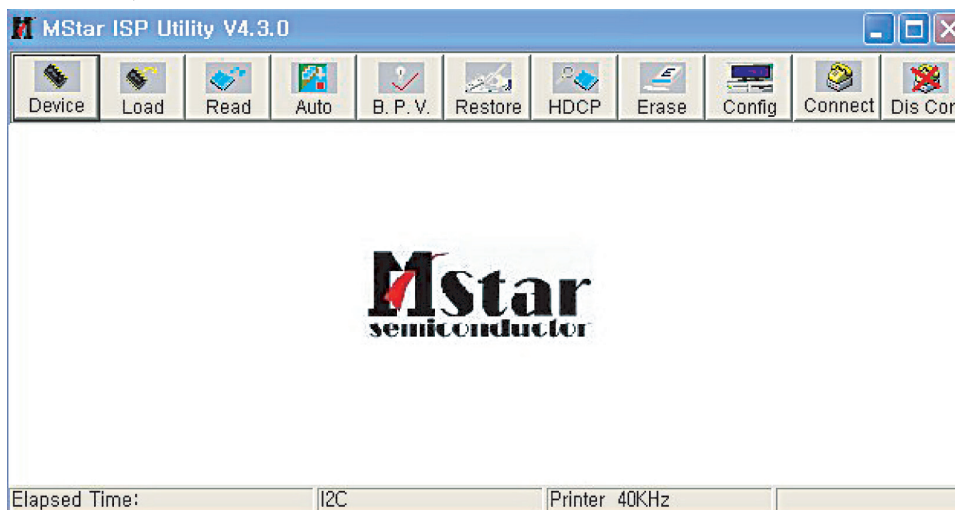 MStar ISP Utility V4.3.0
Device Load Read Auto B. P. V. Restore HDCP Erase Config Connect Dis Con
MStar
semiconductor
Elapsed Time: I2C Printer 40KHz